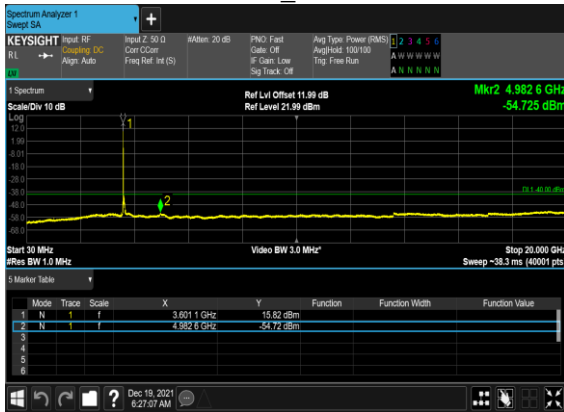 Spectrum Analyzer 1
Swept SA
+
KEYSIGHT Input: RF Input Z: 50 Ω #Atten: 20 dB PNO: Fast Avg Type: Power (RMS) 1 2 3 4 5 6
RL Coupling: DC Corr CCorr Gate: Off Avg|Hold: 100/100 A W W W W W
Align: Auto Freq Ref: Int (S) IF Gain: Low Trig: Free Run
Sig Track: Off A N N N N N
1 Spectrum Ref Lvl Offset 11.99 dB Mkr2 4.982 6 GHz
Scale/Div 10 dB Ref Level 21.99 dBm -54.725 dBm
Log
12.0
1.99
-8.01
-18.0
-28.0
-38.0
-48.0
-58.0
-68.0
1
2
DL1 -40.00 dBm
Start 30 MHz Video BW 3.0 MHz* Stop 20.000 GHz
#Res BW 1.0 MHz Sweep ~38.3 ms (40001 pts)
5 Marker Table
Mode Trace Scale X Y Function Function Width Function Value
1 N 1 f 3.601 1 GHz 15.82 dBm
2 N 1 f 4.982 6 GHz -54.72 dBm
3
4
5
6
? Dec 19, 2021
6:27:07 AM